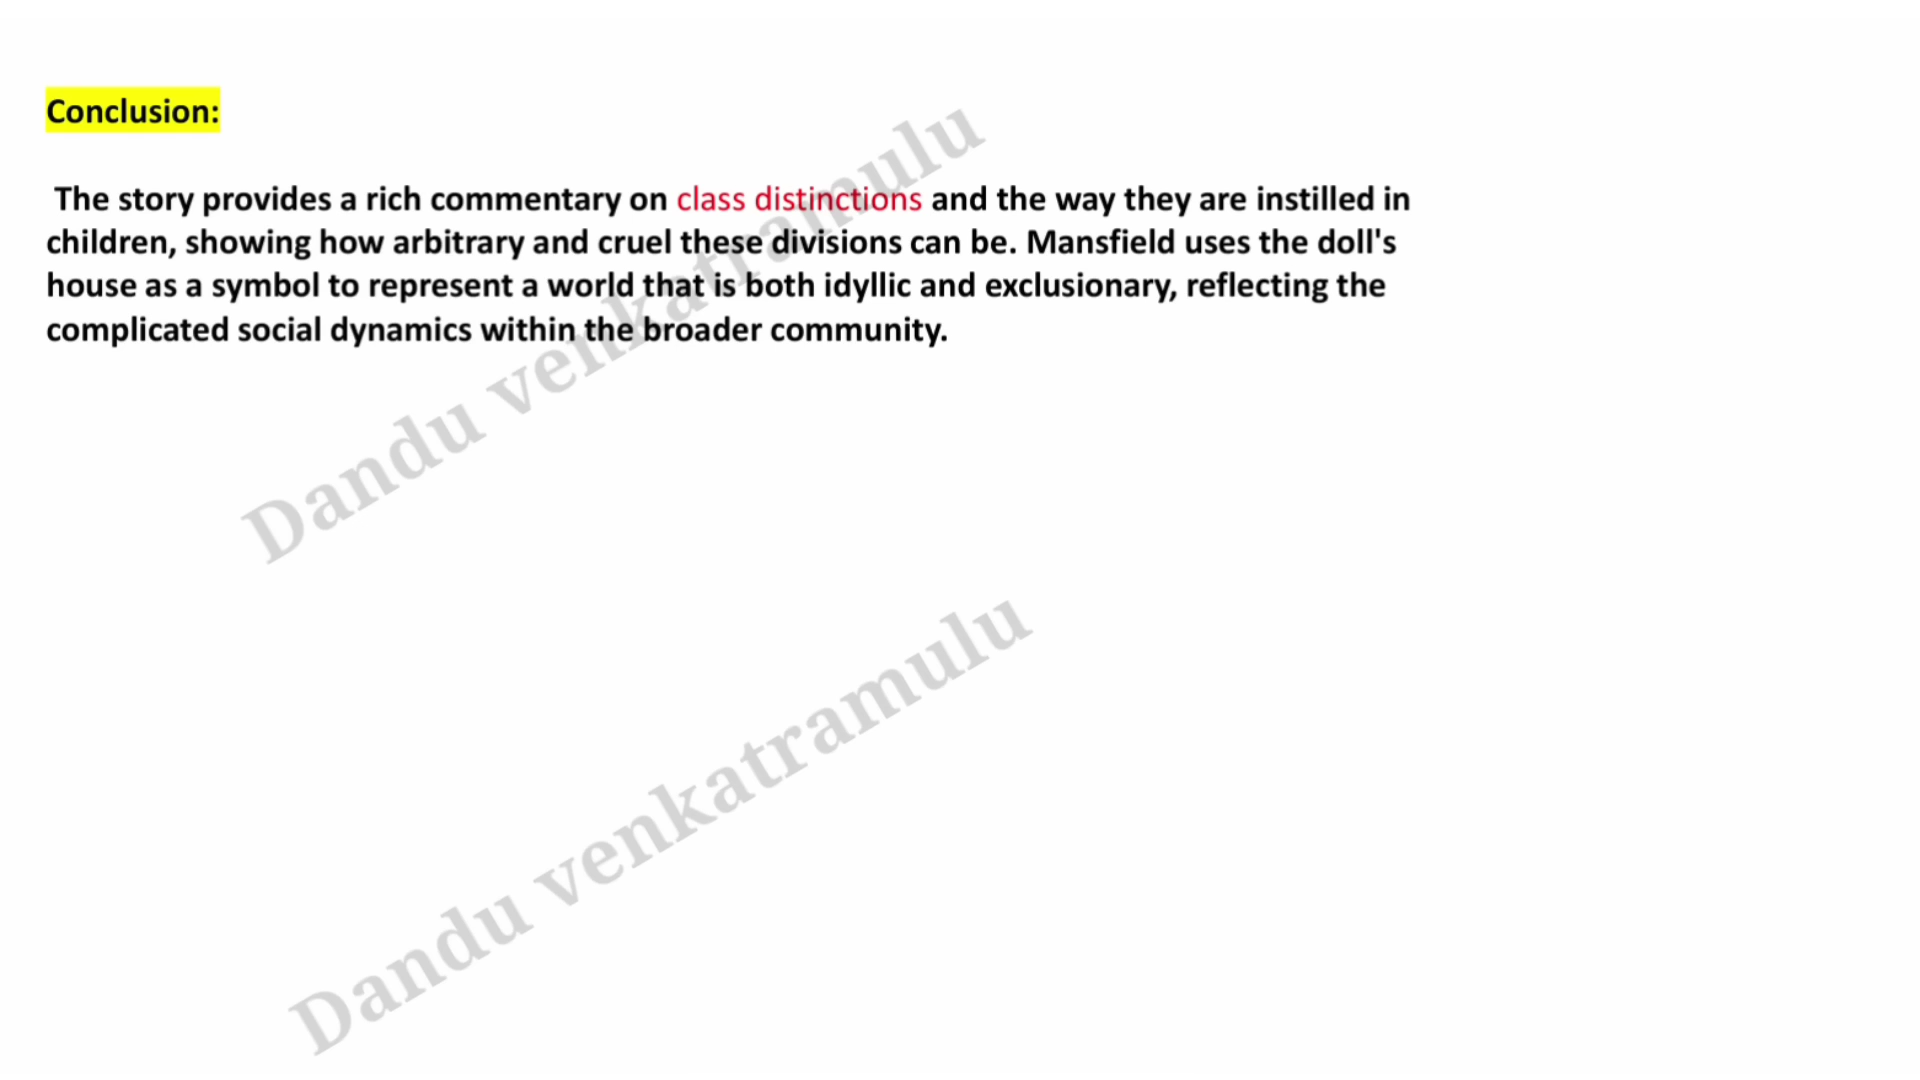 Conclusion:
The story provides a rich commentary on class distinctions and the way they are instilled in
children, showing how arbitrary and cruel these divisions can be. Mansfield uses the doll's
house as a symbol to represent a world that is both idyllic and exclusionary, reflecting the
complicated social dynamics within the broader community.
Dandu venkatramulu
Dandu venkatramulu